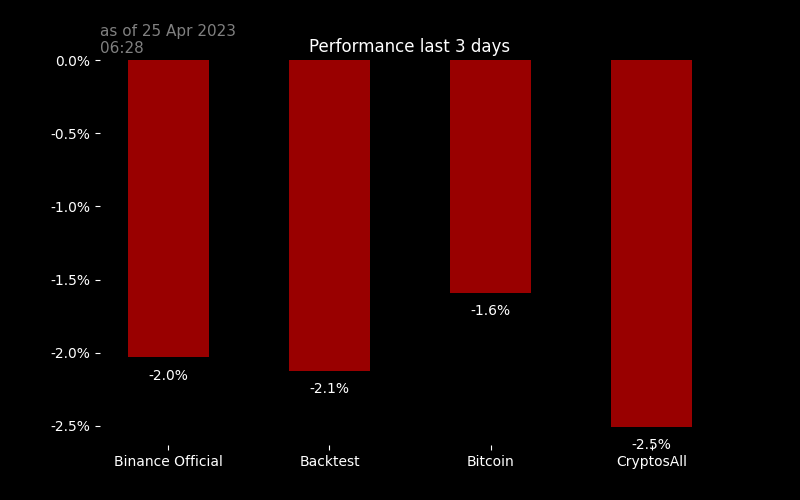 as of 25 Apr 2023
06:28
Performance last 3 days
0.0%
-0.5%
-1.0%
-1.5%
-2.0%
-2.5%
-2.0%
-2.1%
-1.6%
-2.5%
Binance Official
Backtest
Bitcoin
CryptosAll